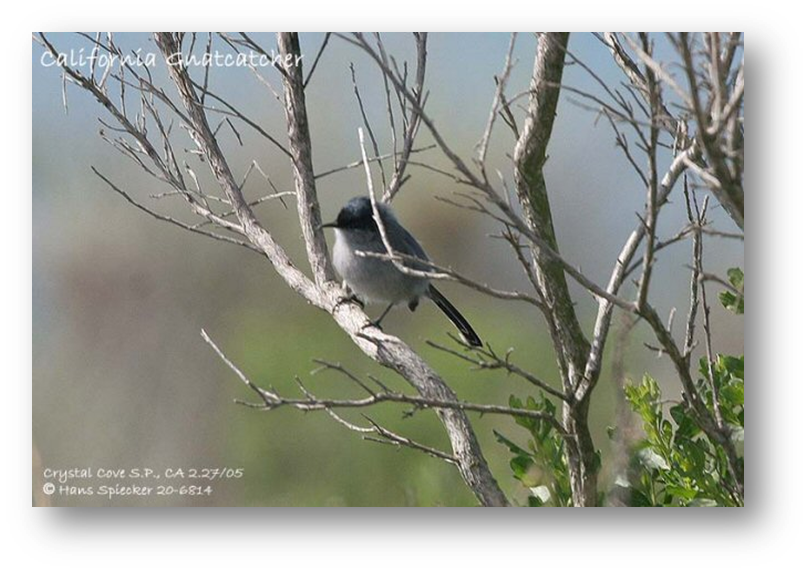 California Gnatcatcher
Crystal Cove S.P., CA 2.27/05
© Hans Spiecker 20-6814